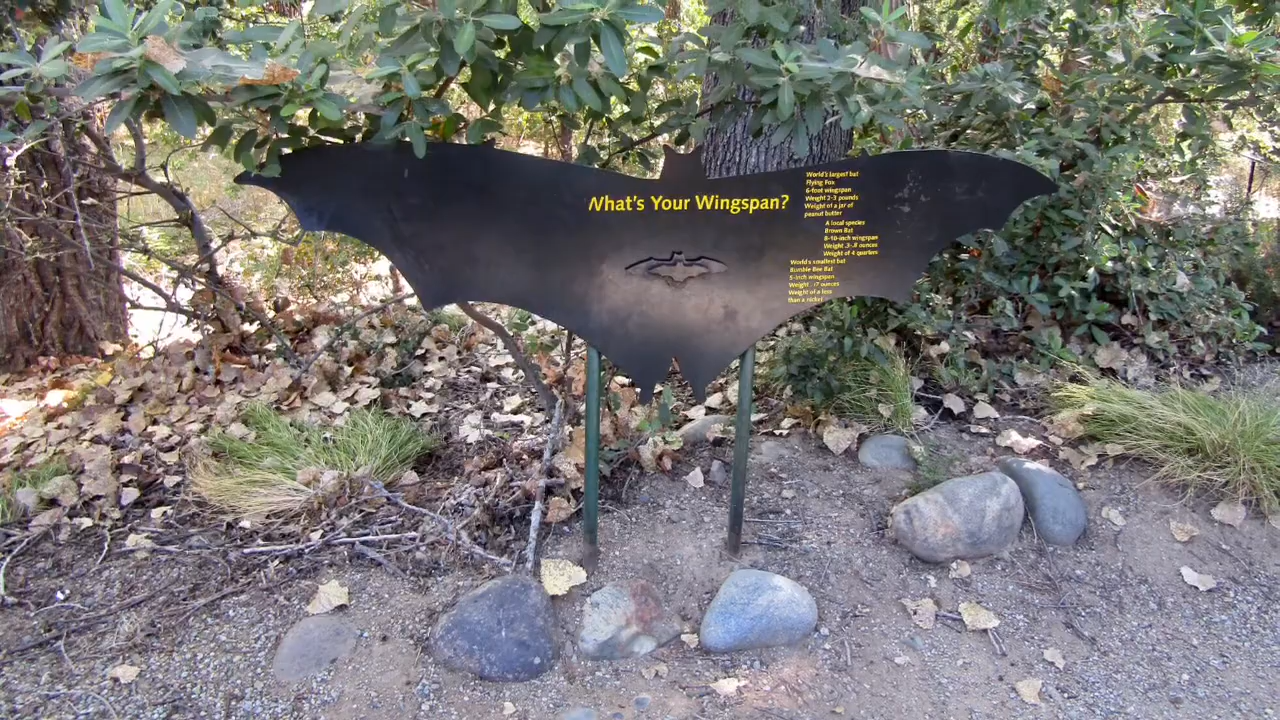 What's Your Wingspan?
World's largest bat
Flying Fox
6-foot wingspan
Weight 2-3 pounds
Weight of a jar of
peanut butter
A local species
Brown Bat
8-10-inch wingspan
Weight .3-.8 ounces
Weight of 4 quarters
World's smallest bat
Bumble Bee Bat
5-inch wingspan
Weight ounces
Weight of a less
than a nickel